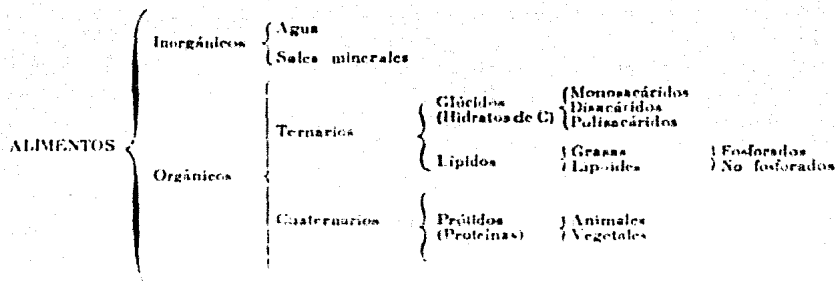 ALIMENTOS
Inorgánicos
Agua
Sales minerales
Orgánicos
Ternarios
Glúcidos
(Hidratos de C)
Monosacáridos
Disacáridos
Polisacáridos
Lípidos
Grasas
Lipoides
Fosforados
No fosforados
Cuaternarios
Prótidos
(Proteínas)
Animales
Vegetales